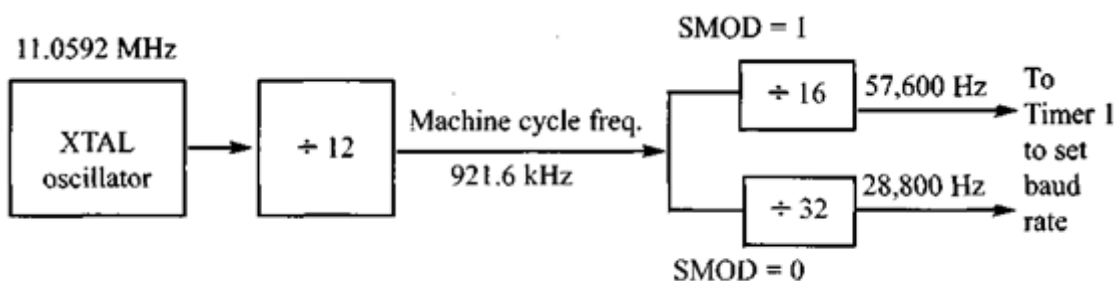 SMOD = 1
11.0592 MHz
XTAL
oscillator
÷ 12
Machine cycle freq.
921.6 kHz
÷ 16
57,600 Hz
÷ 32
28,800 Hz
SMOD = 0
To
Timer 1
to set
baud
rate